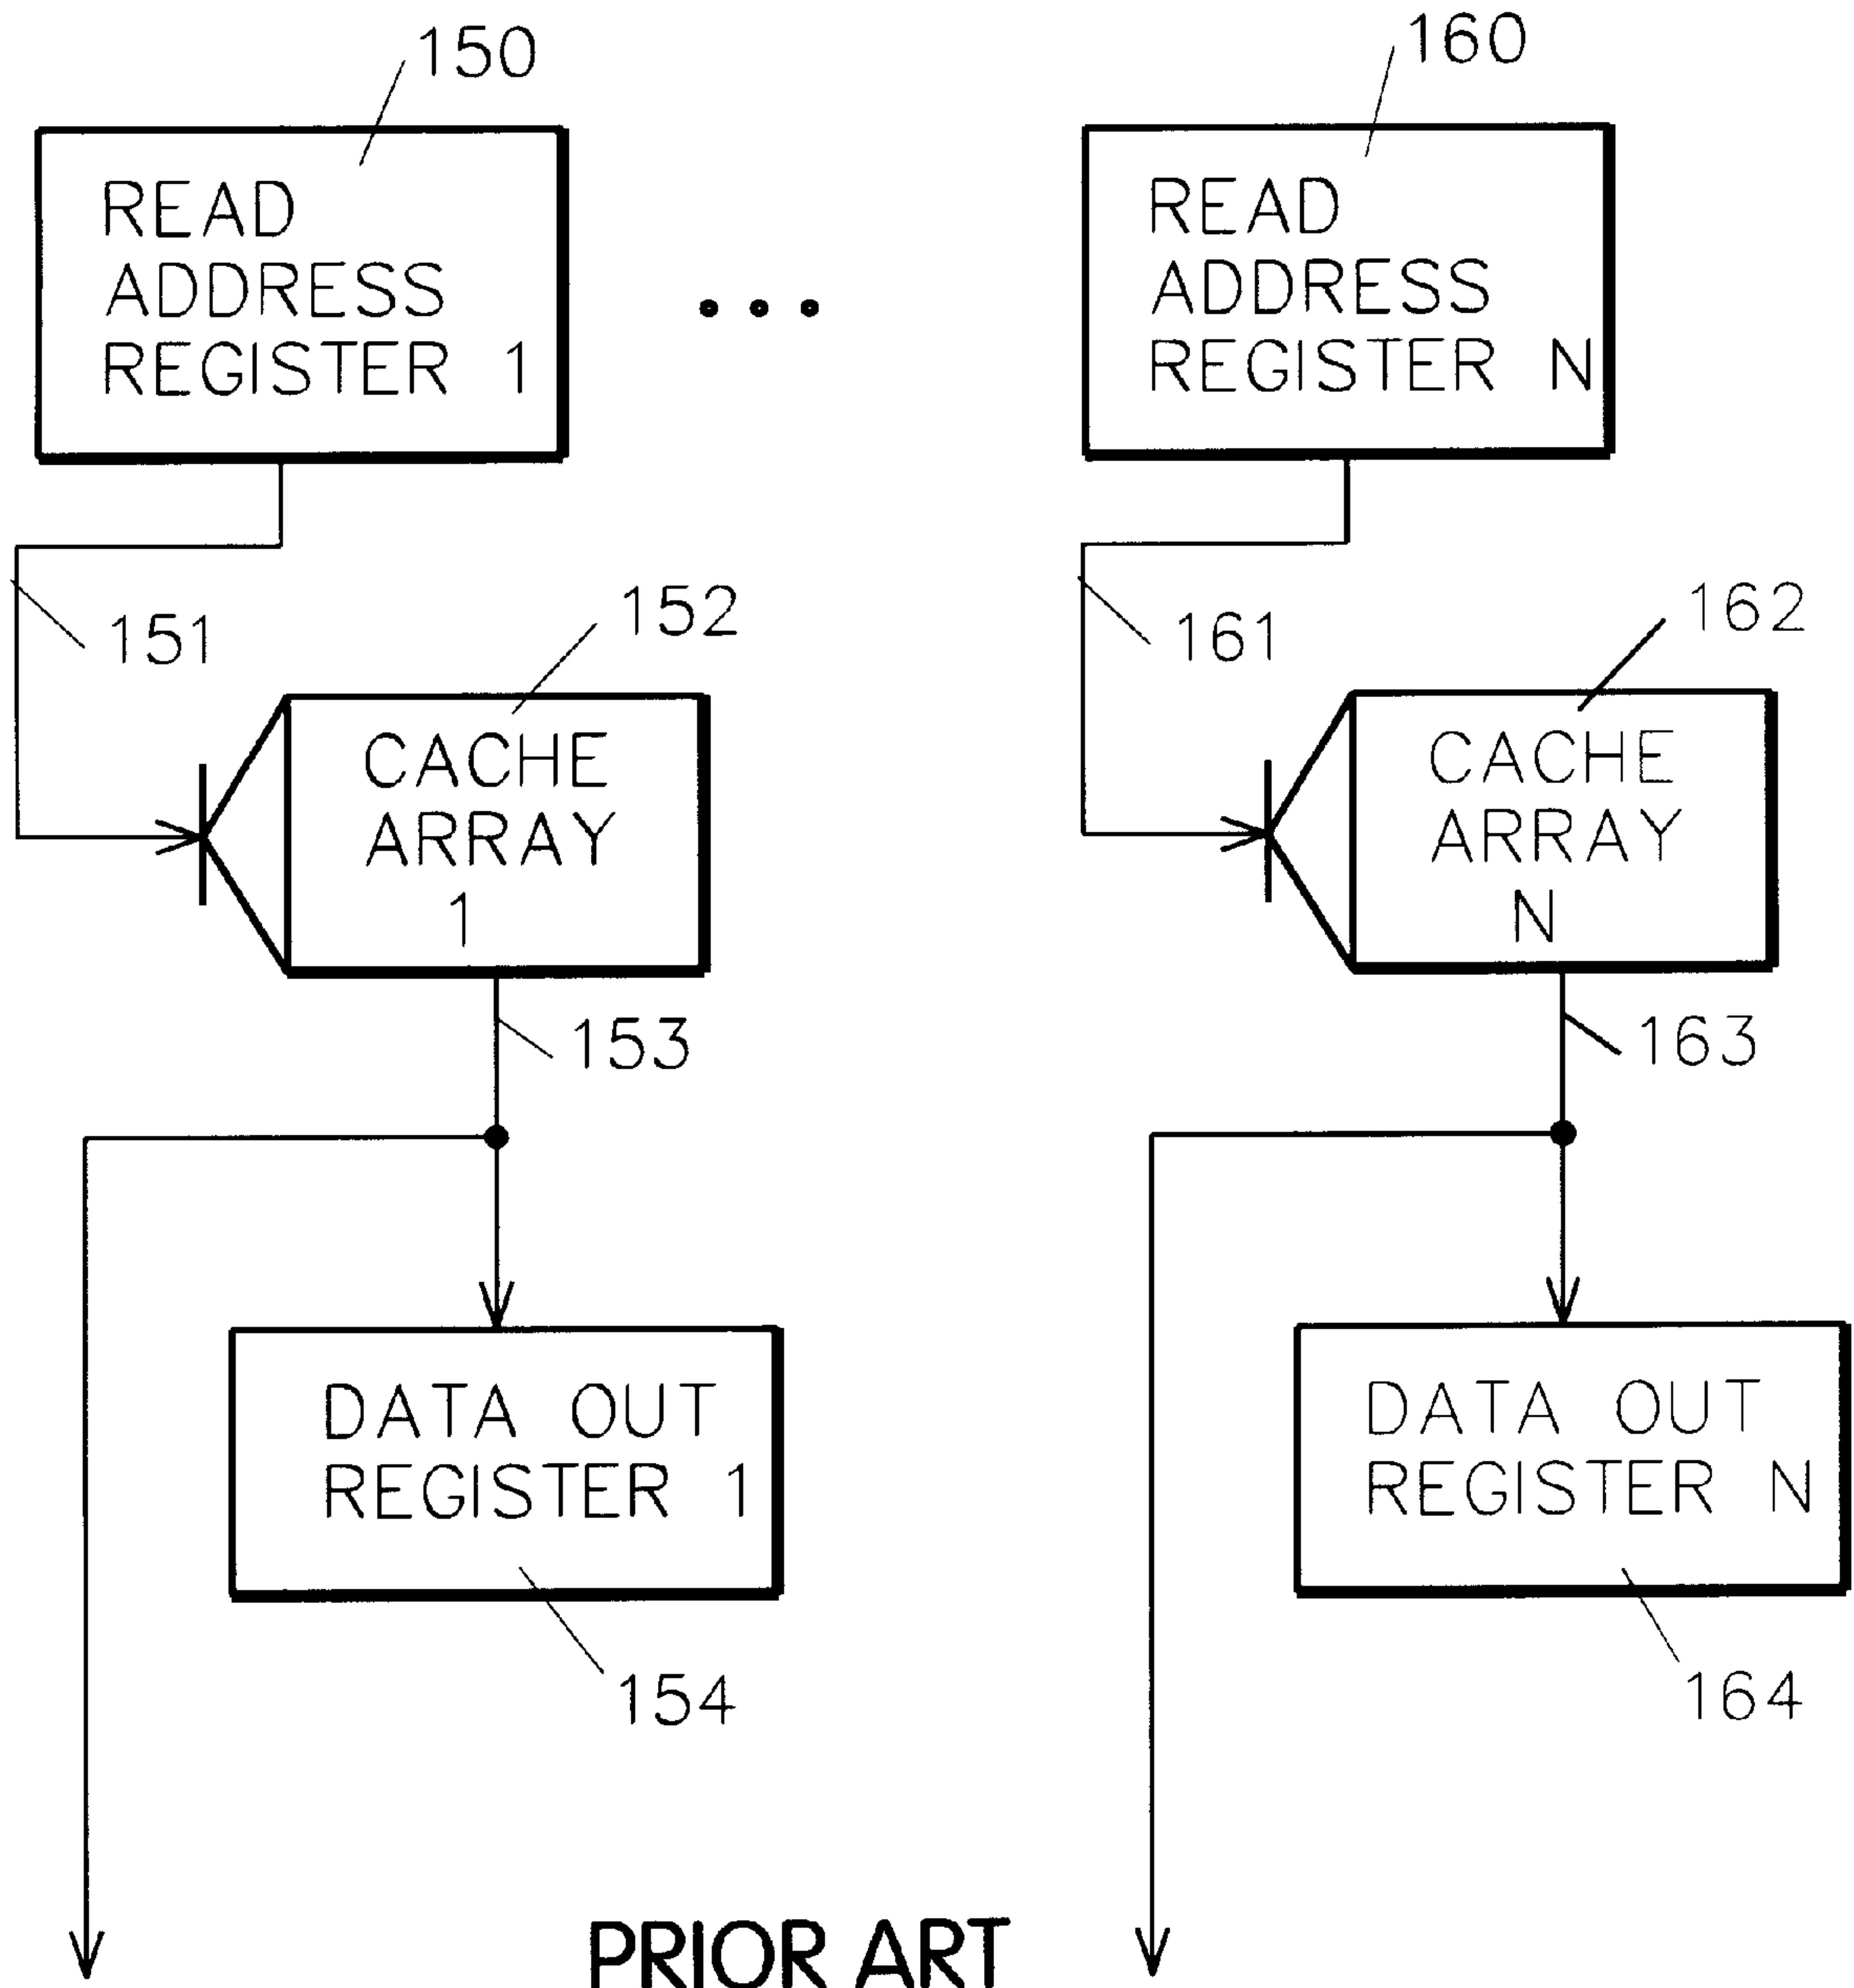 150
160
READ
ADDRESS
REGISTER 1
READ
ADDRESS
REGISTER N
151
152
161
162
CACHE
ARRAY
1
CACHE
ARRAY
N
153
163
DATA OUT
REGISTER 1
DATA OUT
REGISTER N
154
164
PRIOR ART